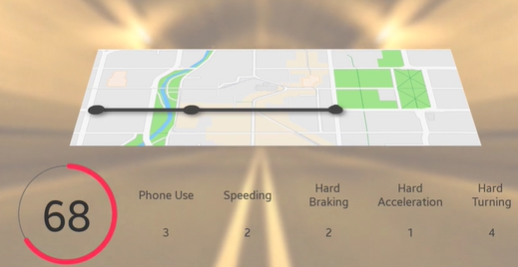 68
Phone Use
3
Speeding
2
Hard
Braking
2
Hard
Acceleration
1
Hard
Turning
4